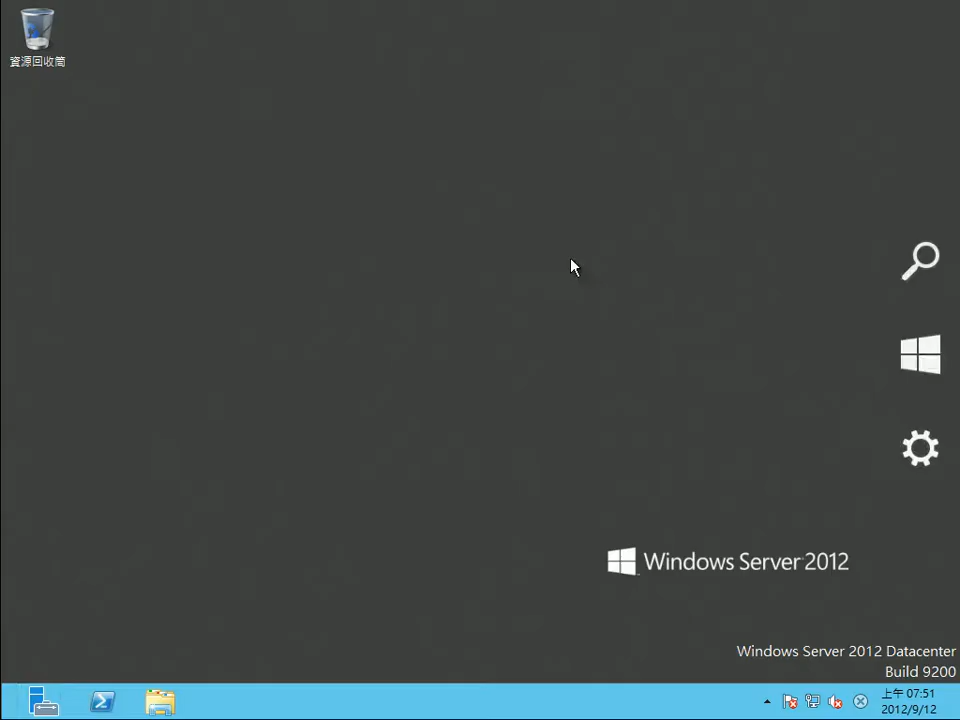 資源回收筒
Windows Server 2012
Windows Server 2012 Datacenter
Build 9200
上午 07:51
2012/9/12